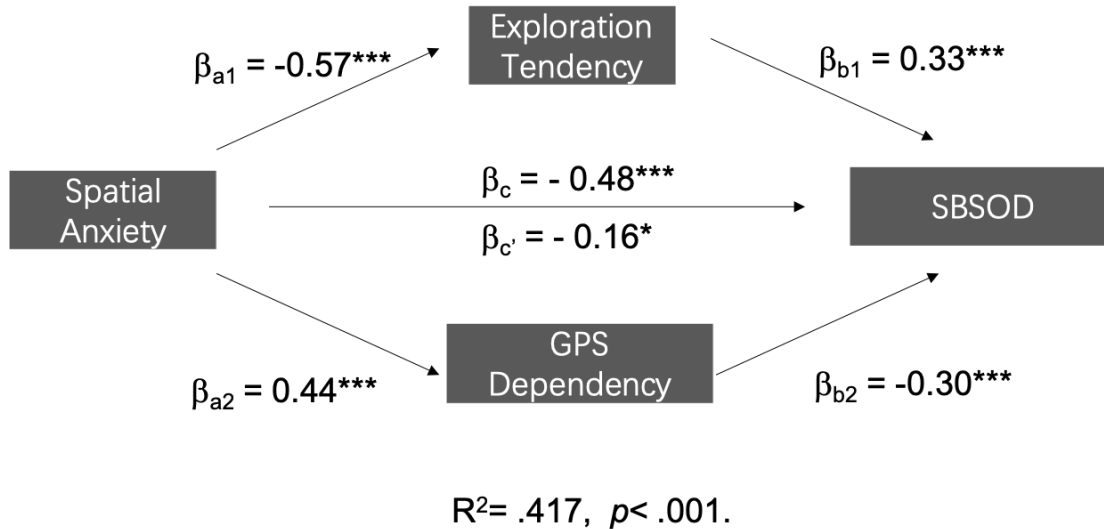 Exploration
Tendency
βa1 = -0.57***
βb1 = 0.33***
Spatial
Anxiety
βc = - 0.48***
βc' = - 0.16*
SBSOD
GPS
Dependency
βa2 = 0.44***
βb2 = -0.30***
R²= .417, p< .001.